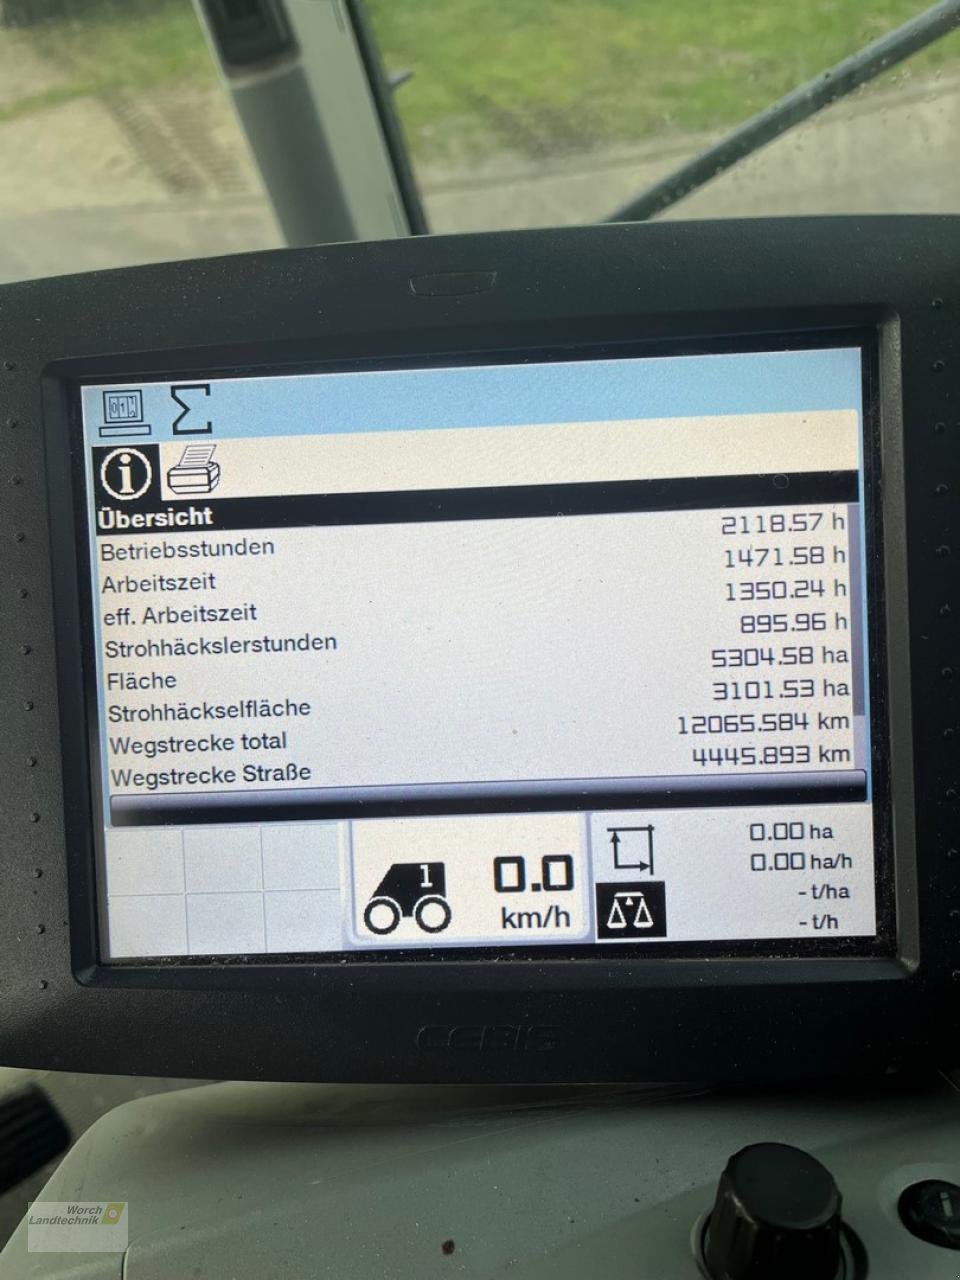 Übersicht
Betriebsstunden 2118.57 h
Arbeitszeit 1471.58 h
eff. Arbeitszeit 1350.24 h
Strohhäckslerstunden 895.96 h
Fläche 5304.58 ha
Strohhäckselfläche 3101.53 ha
Wegstrecke total 12065.584 km
Wegstrecke Straße 4445.893 km
1
0.0
km/h
0.00 ha
0.00 ha/h
- t/ha
- t/h
CEBIS
Worch
Landtechnik